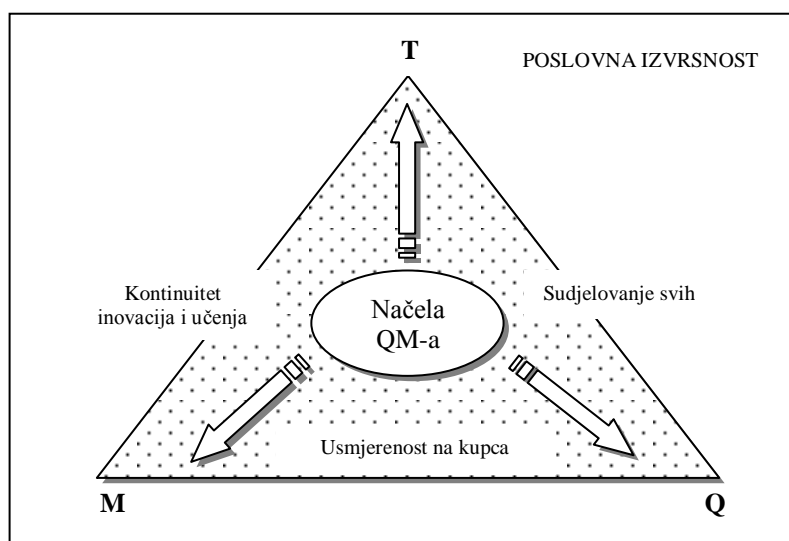 T
POSLOVNA IZVRSNOST
Kontinuitet
inovacija i učenja
Načela
QM-a
Sudjelovanje svih
Usmjerenost na kupca
M
Q